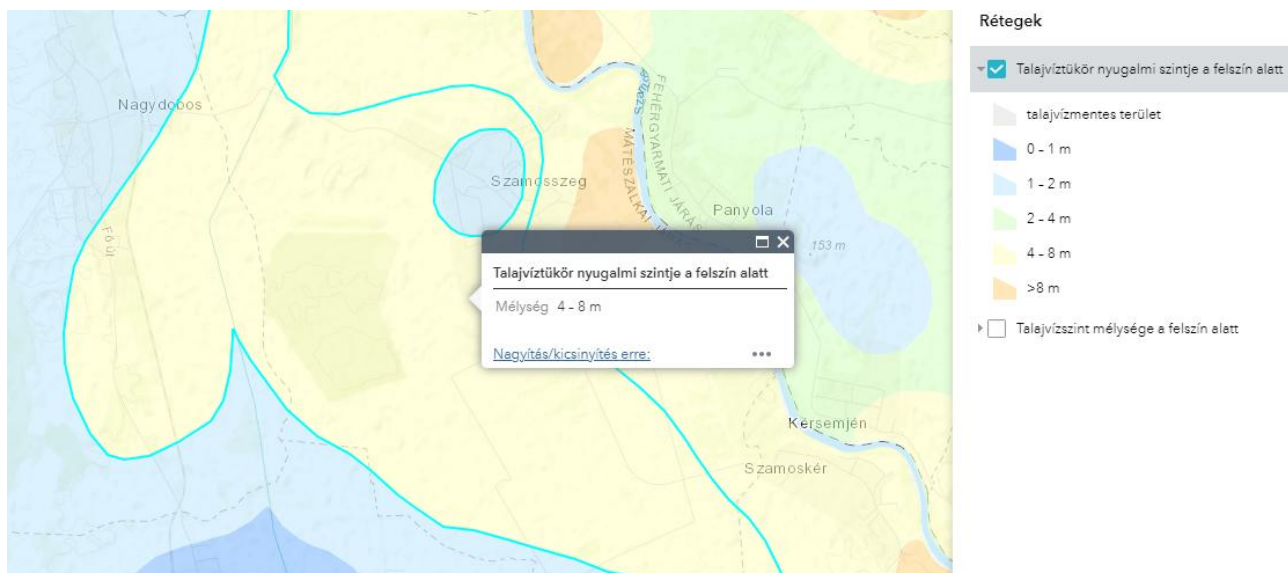 Nagydobos
Szamosszeg
Panyola
153 m
Fő út
SZAMOS
FEHÉRGYARMATI JÁRÁS
MÁTÉSZALKAI
Kérsemjén
Szamoskér
Talajvíztükör nyugalmi szintje a felszín alatt
Mélység 4 - 8 m
Nagyítás/kicsinyítés erre:
Rétegek
Talajvíztükör nyugalmi szintje a felszín alatt
talajvízmentes terület
0 - 1 m
1 - 2 m
2 - 4 m
4 - 8 m
>8 m
Talajvízszint mélysége a felszín alatt